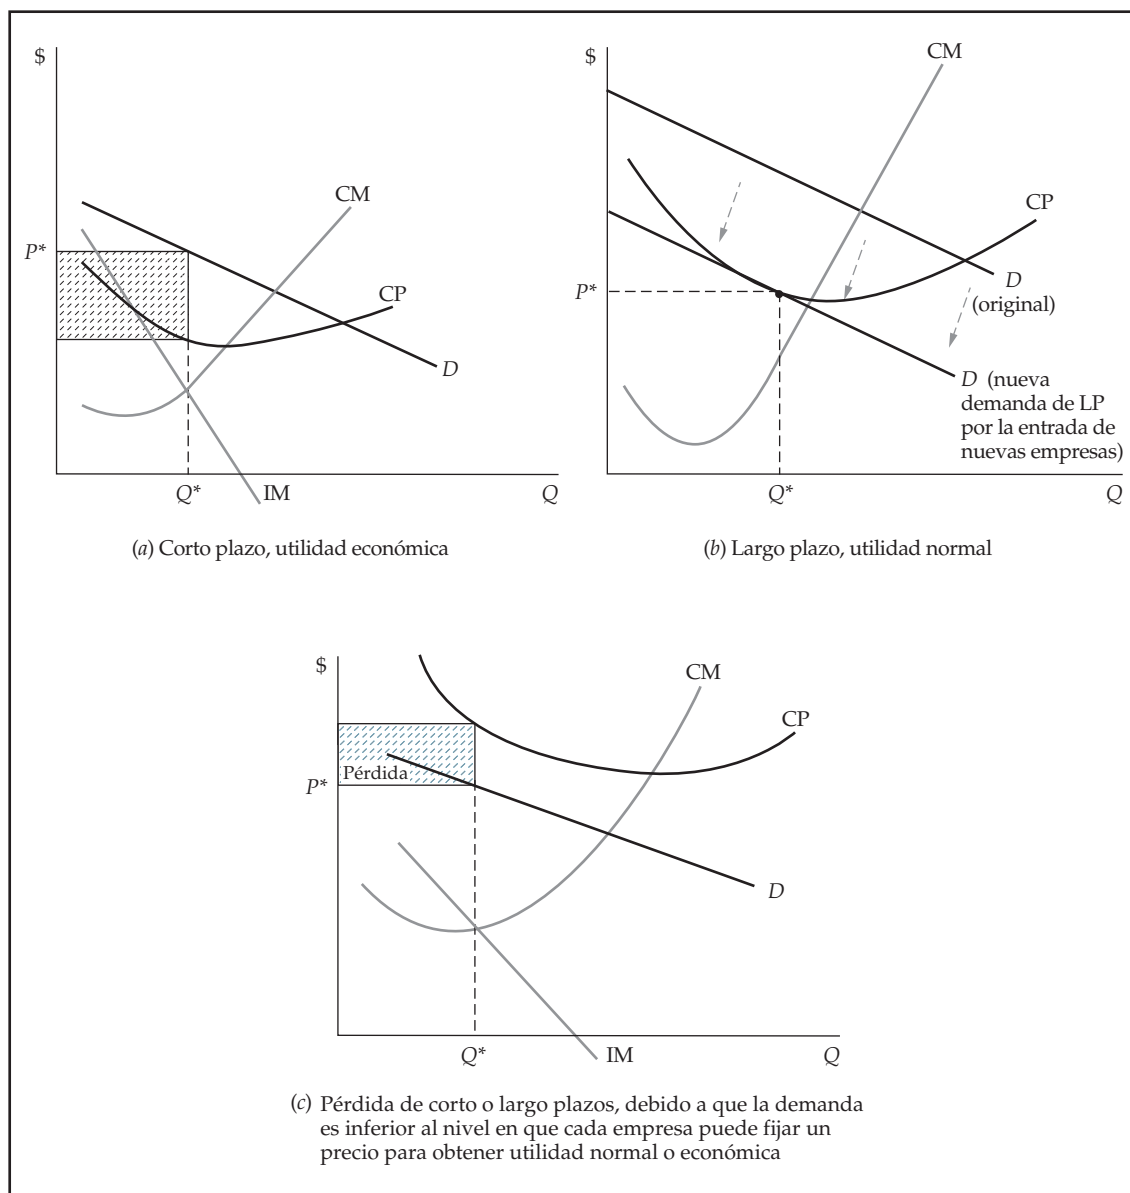 $
CM
P*
CP
D
Q*
IM
Q
(a) Corto plazo, utilidad económica
$
CM
CP
P*
D
(original)
D (nueva
demanda de LP
por la entrada de
nuevas empresas)
Q*
Q
(b) Largo plazo, utilidad normal
$
CM
CP
Pérdida
P*
D
Q*
IM
Q
(c) Pérdida de corto o largo plazos, debido a que la demanda
es inferior al nivel en que cada empresa puede fijar un
precio para obtener utilidad normal o económica